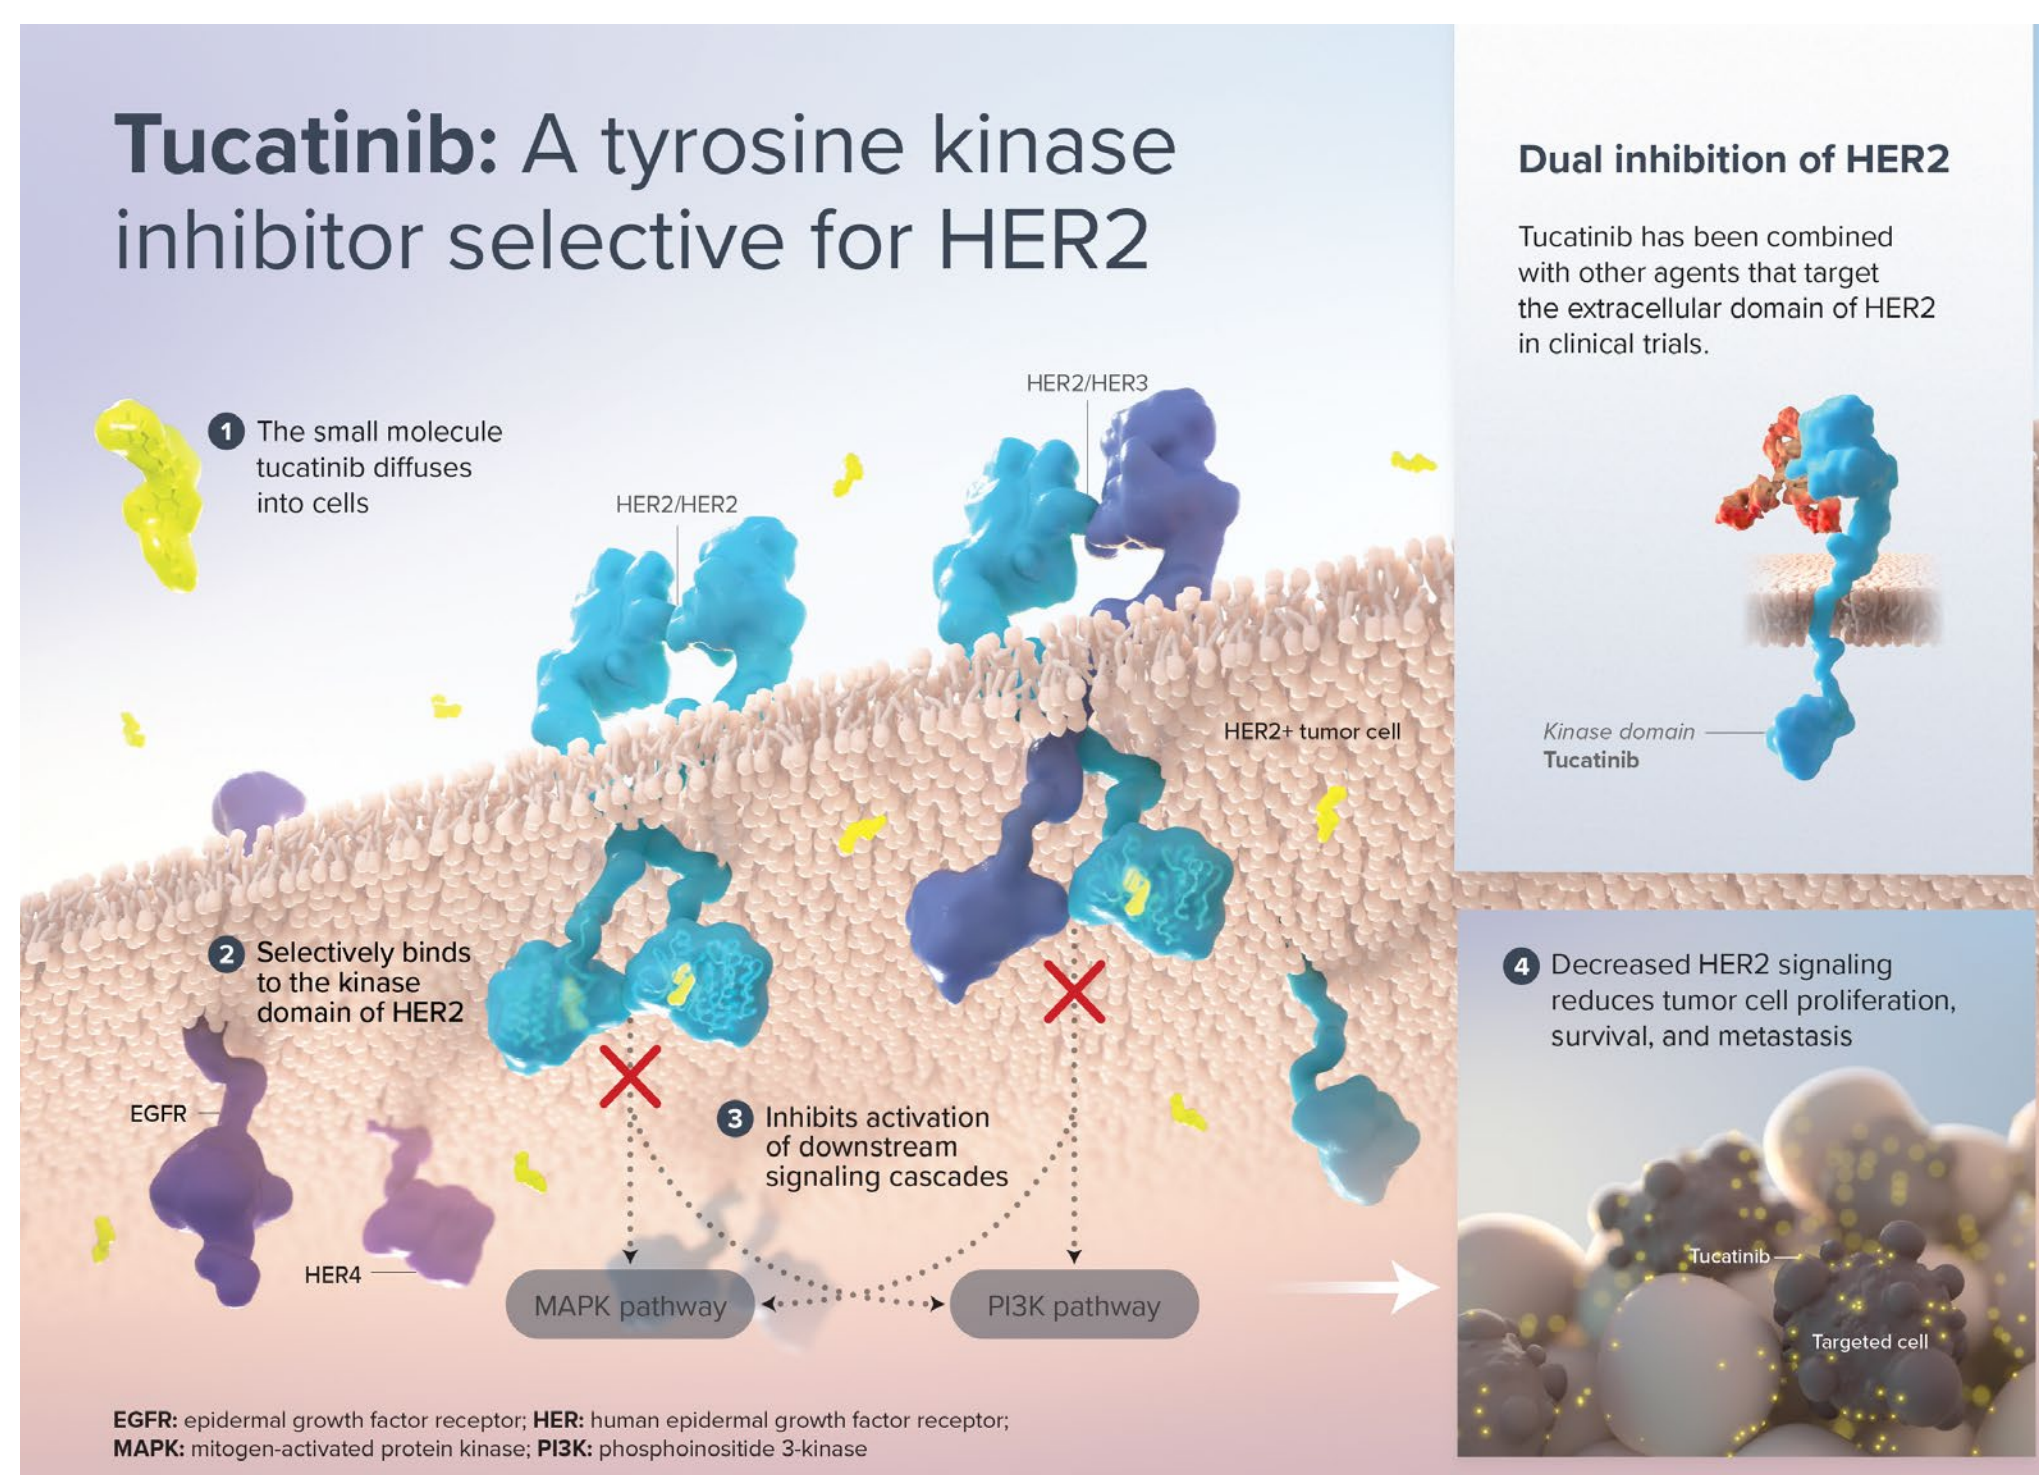 Tucatinib: A tyrosine kinase
inhibitor selective for HER2
1 The small molecule
tucatinib diffuses
into cells
HER2/HER2
HER2/HER3
HER2+ tumor cell
2 Selectively binds
to the kinase
domain of HER2
EGFR
HER4
3 Inhibits activation
of downstream
signaling cascades
MAPK pathway
PI3K pathway
EGFR: epidermal growth factor receptor; HER: human epidermal growth factor receptor;
MAPK: mitogen-activated protein kinase; PI3K: phosphoinositide 3-kinase
Dual inhibition of HER2
Tucatinib has been combined
with other agents that target
the extracellular domain of HER2
in clinical trials.
Kinase domain
Tucatinib
4 Decreased HER2 signaling
reduces tumor cell proliferation,
survival, and metastasis
Tucatinib
Targeted cell